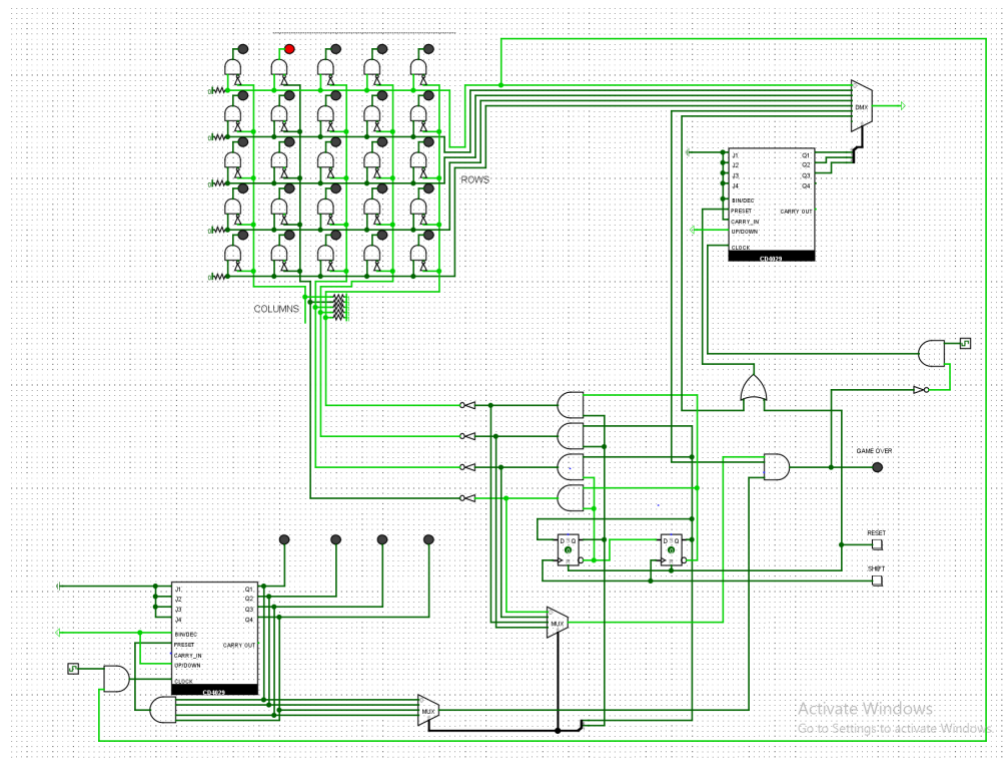 DMX
J1 Q1
J2 Q2
J3 Q3
J4 Q4
BIN/DEC
PRESET CARRY OUT
CARRY_IN
UP/DOWN
CLOCK
CD4029
ROWS
COLUMNS
GAME OVER
D S Q
R
D S Q
R
RESET
SHIFT
J1 Q1
J2 Q2
J3 Q3
J4 Q4
BIN/DEC
PRESET CARRY OUT
CARRY_IN
UP/DOWN
CLOCK
CD4029
MUX
MUX
Activate Windows
Go to Settings to activate Windows.